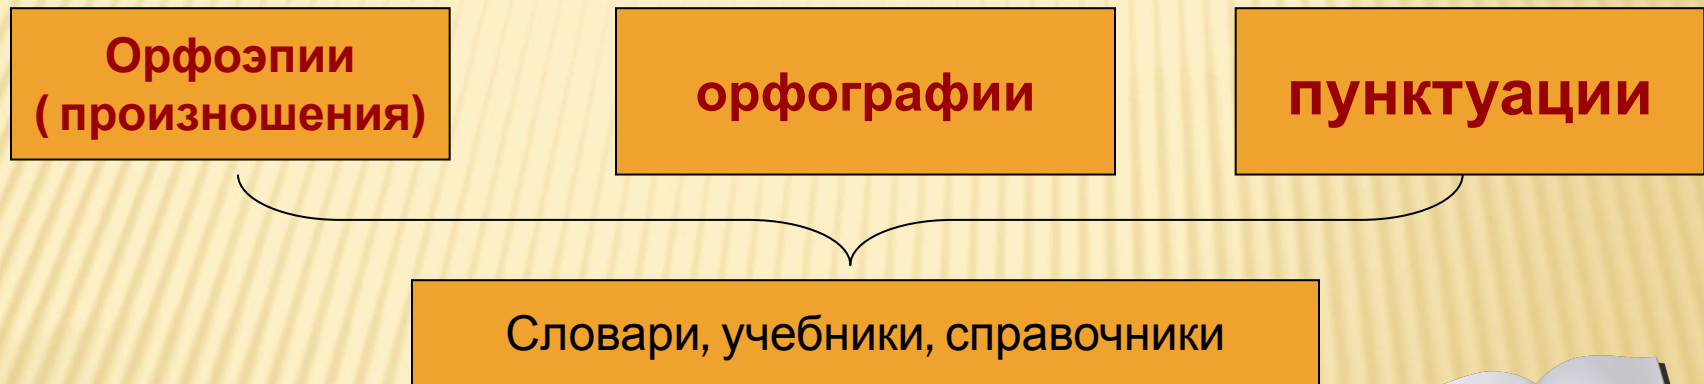 Орфоэпии
( произношения)
орфографии
пунктуации
Словари, учебники, справочники